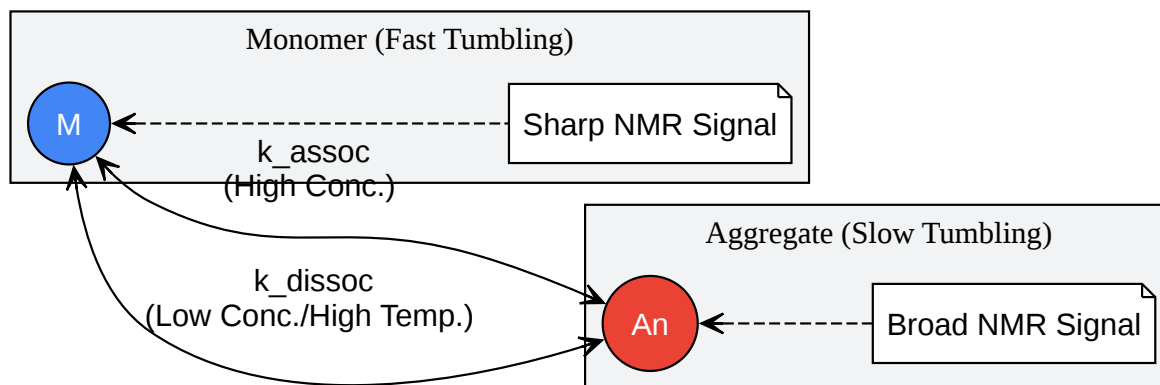 Monomer (Fast Tumbling)
M
Sharp NMR Signal
k_assoc
(High Conc.)
Aggregate (Slow Tumbling)
k_dissoc
(Low Conc./High Temp.)
An
Broad NMR Signal